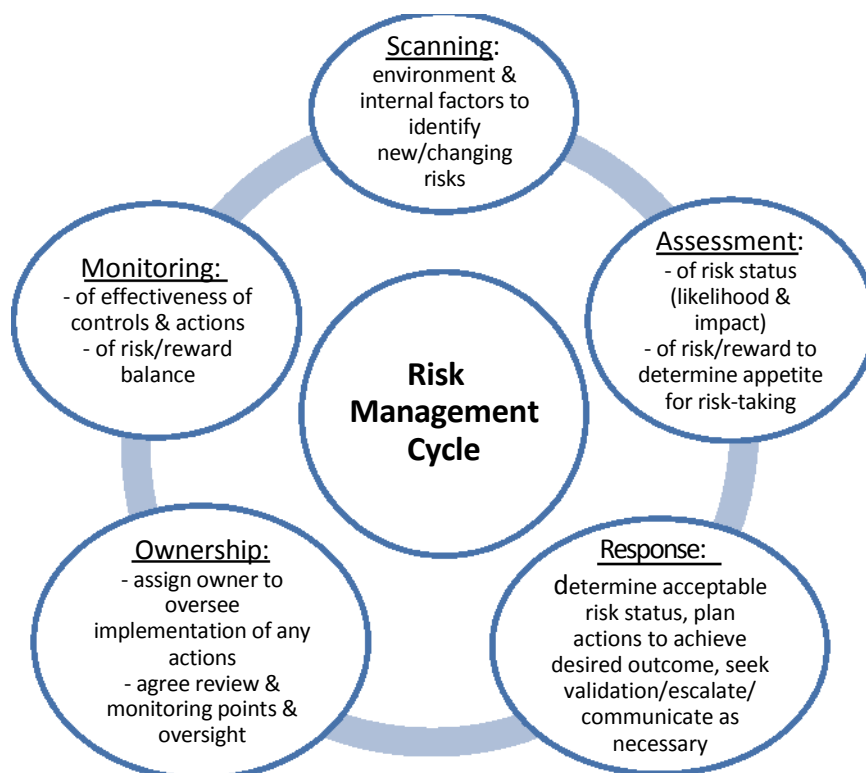 Scanning:
environment &
internal factors to
identify
new/changing
risks
Assessment:
- of risk status
(likelihood &
impact)
- of risk/reward to
determine appetite
for risk-taking
Response:
determine acceptable
risk status, plan
actions to achieve
desired outcome, seek
validation/escalate/
communicate as
necessary
Ownership:
- assign owner to
oversee
implementation of any
actions
- agree review &
monitoring points &
oversight
Monitoring:
- of effectiveness of
controls & actions
- of risk/reward
balance
Risk
Management
Cycle